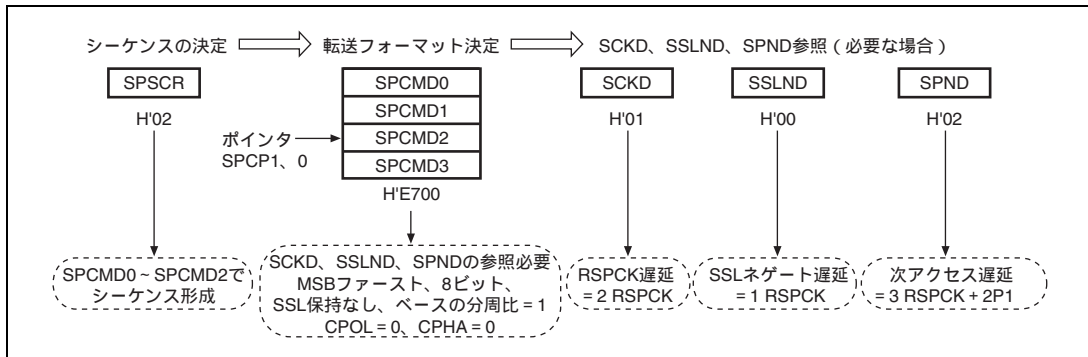 シーケンスの決定 転送フォーマット決定 SCKD、SSLND、SPND参照（必要な場合）
SPSCR
H'02
SPCMD0
SPCMD1
SPCMD2
SPCMD3
ポインタ
SPCP1、0
H'E700
SCKD
H'01
SSLND
H'00
SPND
H'02
SPCMD0～SPCMD2で
シーケンス形成
SCKD、SSLND、SPNDの参照必要
MSBファースト、8ビット、
SSL保持なし、ベースの分周比＝1
CPOL＝0、CPHA＝0
RSPCK遅延
＝2 RSPCK
SSLネゲート遅延
＝1 RSPCK
次アクセス遅延
＝3 RSPCK＋2P1